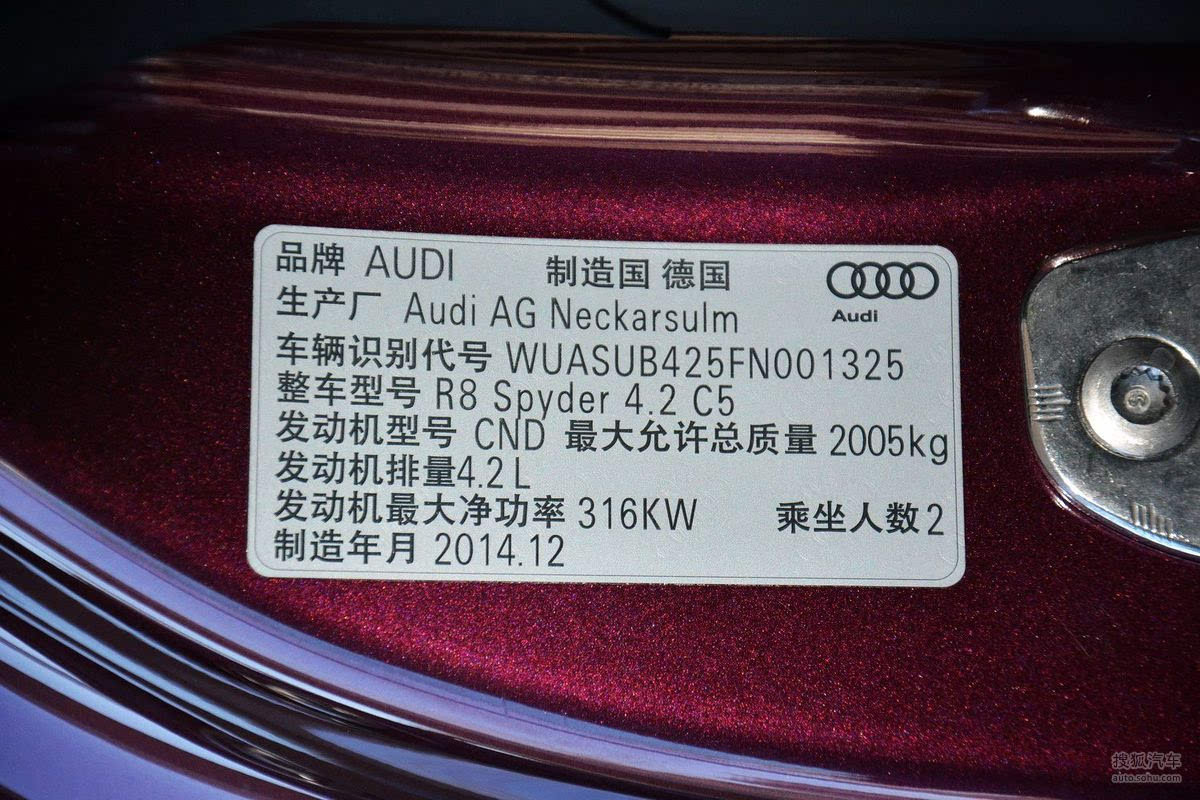 品牌 AUDI 制造国 德国
Audi
生产厂 Audi AG Neckarsulm
车辆识别代号 WUASUB425FN001325
整车型号 R8 Spyder 4.2 C5
发动机型号 CND 最大允许总质量 2005kg
发动机排量4.2L
发动机最大净功率 316KW 乘坐人数2
制造年月 2014.12
搜狐汽车
auto.sohu.com